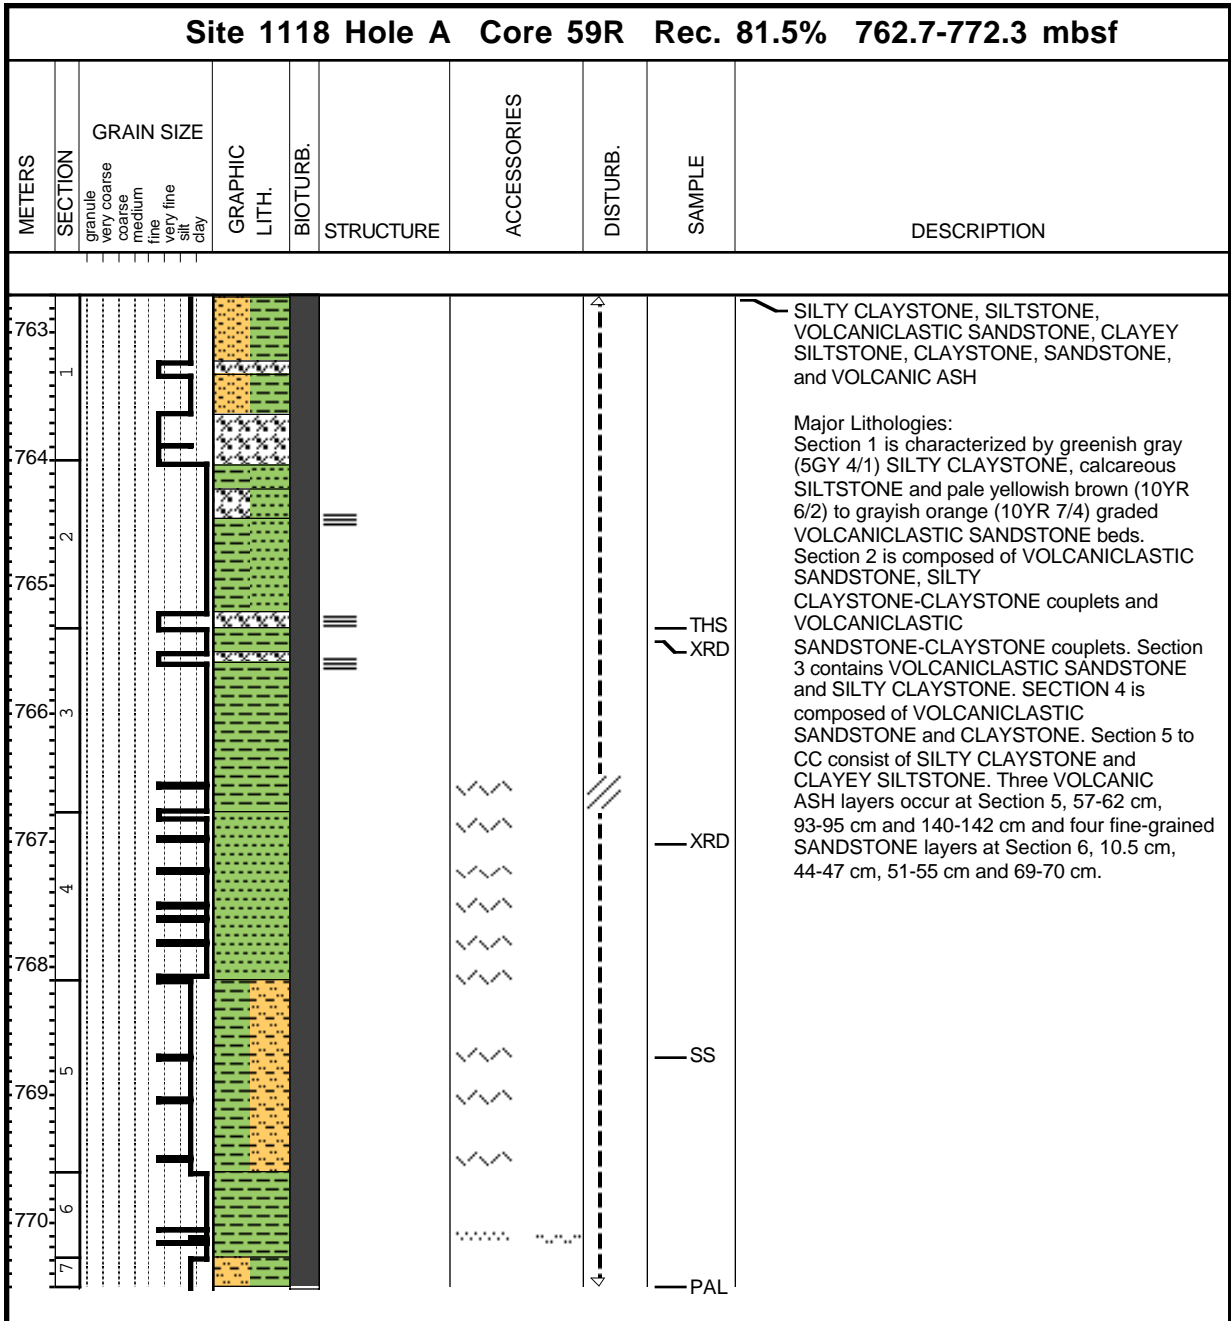 Site 1118 Hole A Core 59R Rec. 81.5% 762.7-772.3 mbsf
METERS
SECTION
GRAIN SIZE
granule
very coarse
coarse
medium
fine
very fine
silt
clay
GRAPHIC
LITH.
BIOTURB.
STRUCTURE
ACCESSORIES
DISTURB.
SAMPLE
DESCRIPTION
763
764
765
766
767
768
769
770
1
2
3
4
5
6
7
THS
XRD
XRD
SS
PAL
SILTY CLAYSTONE, SILTSTONE,
VOLCANICLASTIC SANDSTONE, CLAYEY
SILTSTONE, CLAYSTONE, SANDSTONE,
and VOLCANIC ASH
Major Lithologies:
Section 1 is characterized by greenish gray
(5GY 4/1) SILTY CLAYSTONE, calcareous
SILTSTONE and pale yellowish brown (10YR
6/2) to grayish orange (10YR 7/4) graded
VOLCANICLASTIC SANDSTONE beds.
Section 2 is composed of VOLCANICLASTIC
SANDSTONE, SILTY
CLAYSTONE-CLAYSTONE couplets and
VOLCANICLASTIC
SANDSTONE-CLAYSTONE couplets. Section
3 contains VOLCANICLASTIC SANDSTONE
and SILTY CLAYSTONE. SECTION 4 is
composed of VOLCANICLASTIC
SANDSTONE and CLAYSTONE. Section 5 to
CC consist of SILTY CLAYSTONE and
CLAYEY SILTSTONE. Three VOLCANIC
ASH layers occur at Section 5, 57-62 cm,
93-95 cm and 140-142 cm and four fine-grained
SANDSTONE layers at Section 6, 10.5 cm,
44-47 cm, 51-55 cm and 69-70 cm.